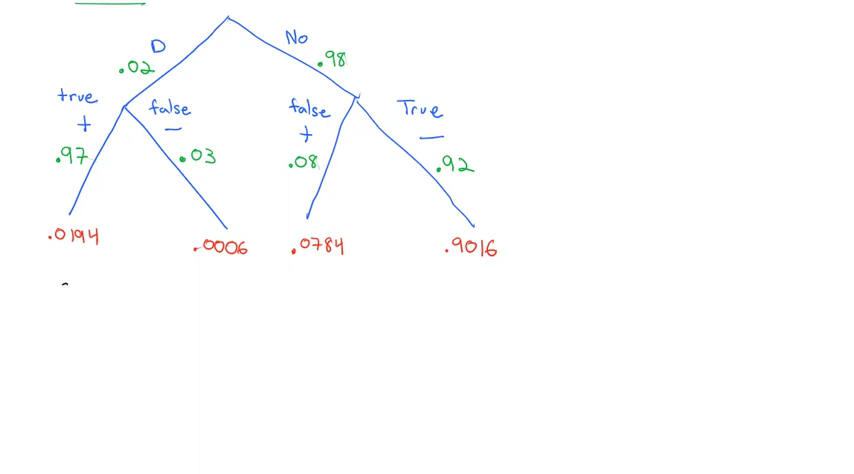 D No
.02 .98
true false false True
+ − + −
.97 .03 .08 .92
.0194 .0006 .0784 .9016